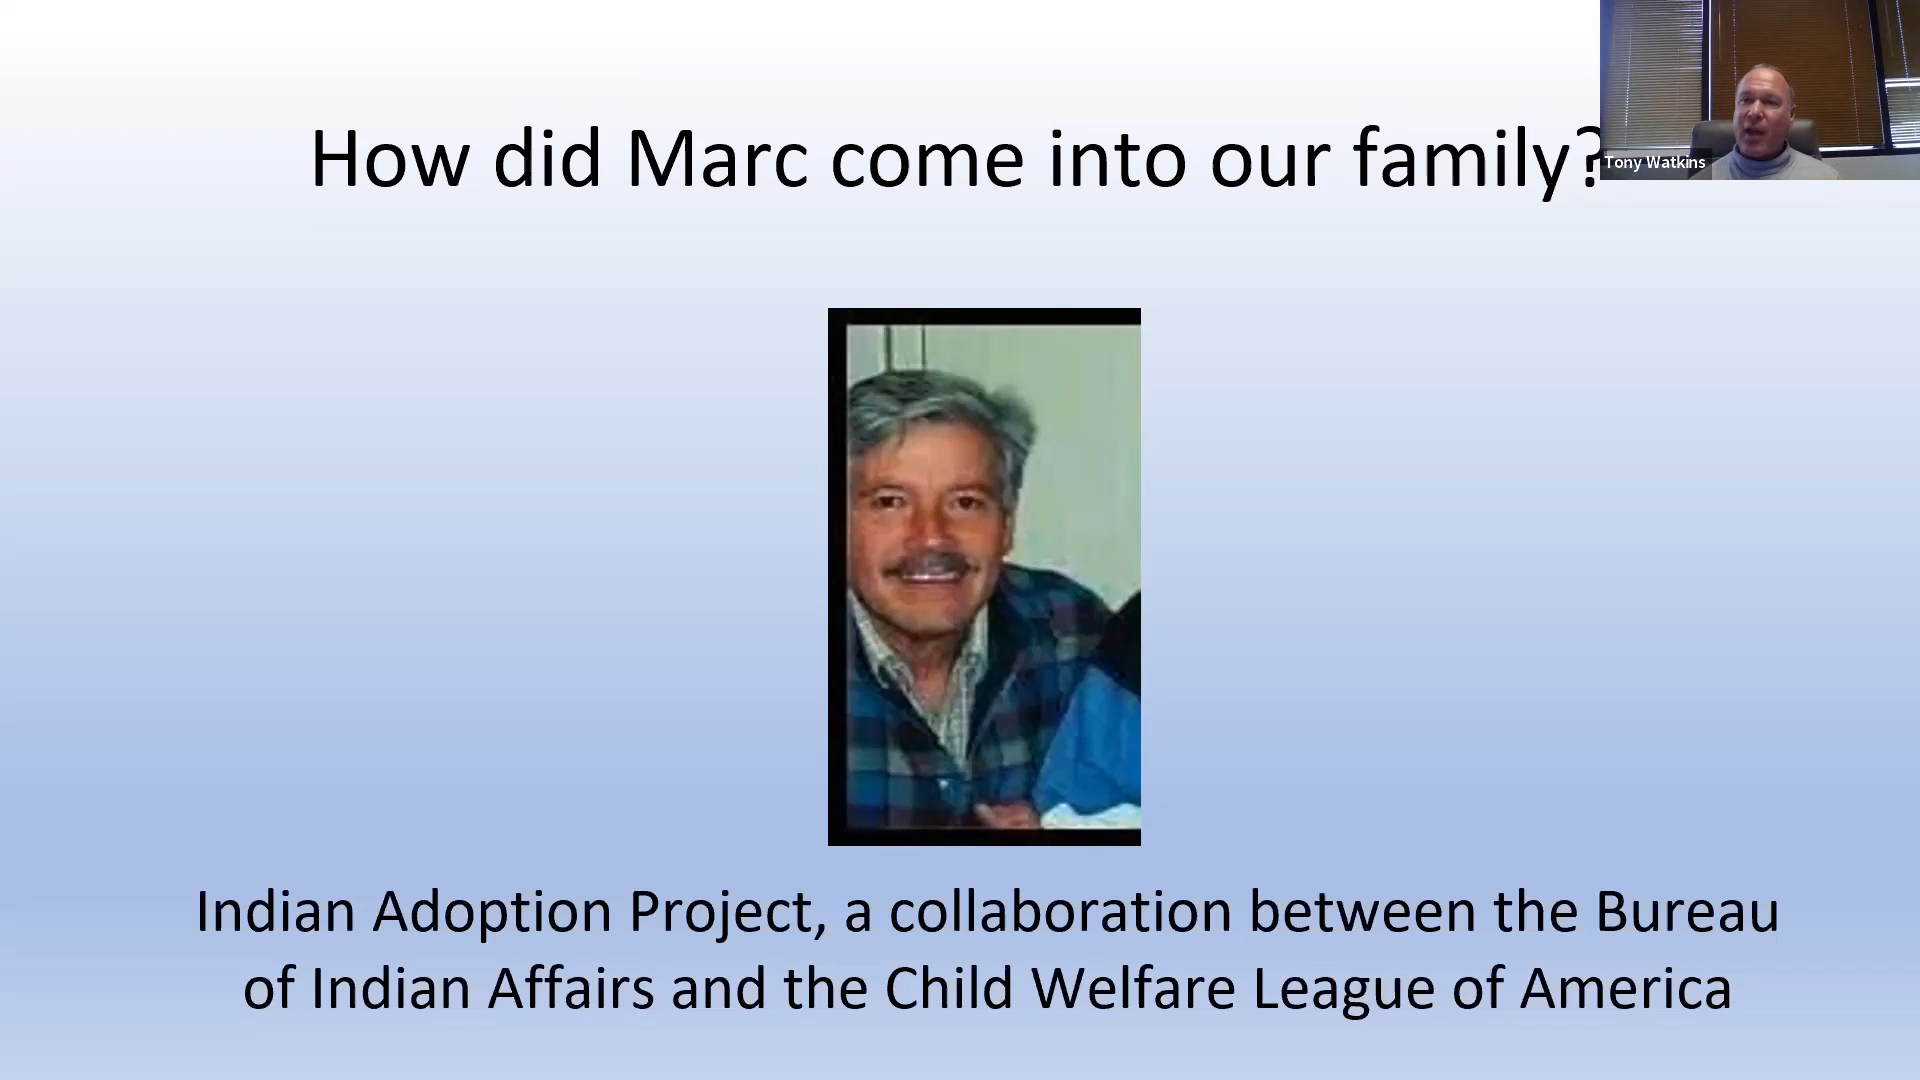 How did Marc come into our family?
Tony Watkins
Indian Adoption Project, a collaboration between the Bureau
of Indian Affairs and the Child Welfare League of America